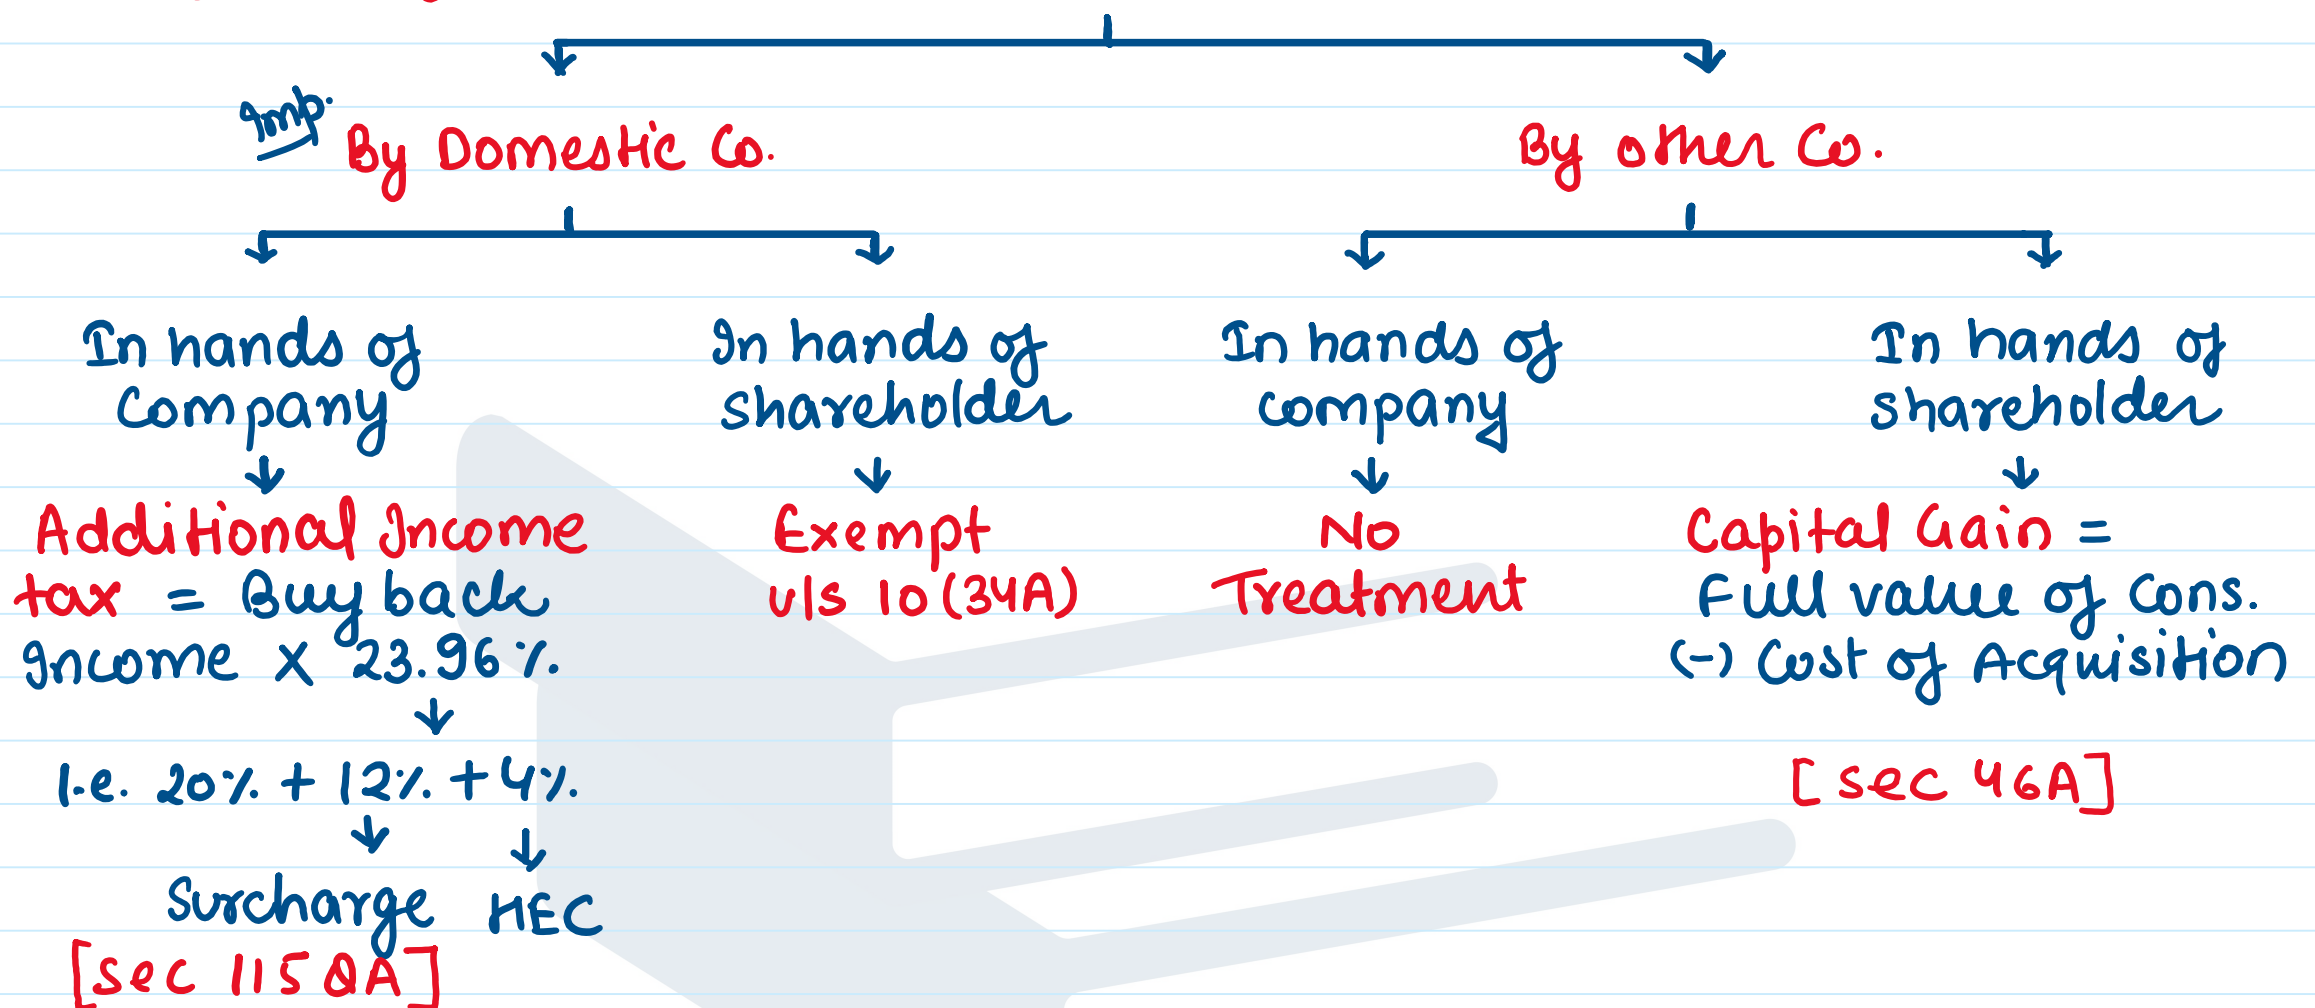 Imp.
By Domestic Co.
By other Co.
In hands of
Company
In hands of
shareholder
In hands of
company
In hands of
shareholder
Additional Income
tax = Buy back
Income x 23.96%.
I.e. 20% + 12% + 4%.
Surcharge HEC
[Sec 115QA]
Exempt
u/s 10(34A)
No
Treatment
Capital Gain =
Full value of Cons.
(-) Cost of Acquisition
[Sec 46A]